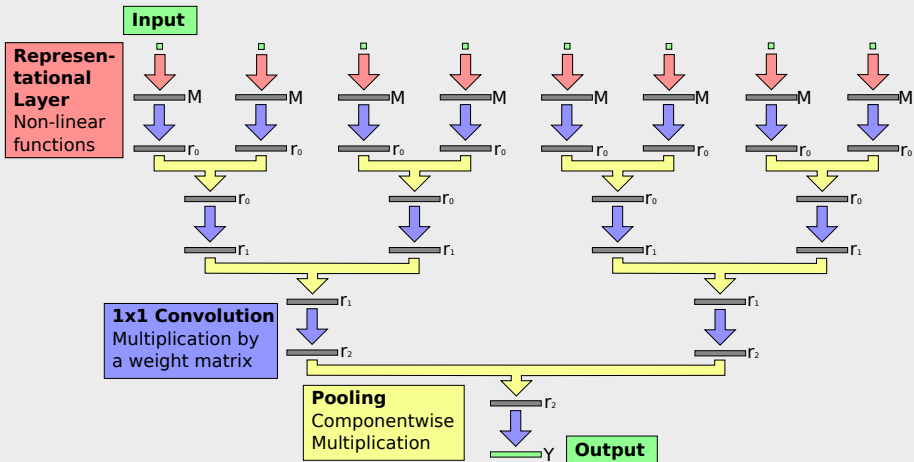 Input
Represen-
tational
Layer
Non-linear
functions
M M M M M M M M
r₀ r₀ r₀ r₀ r₀ r₀ r₀ r₀
r₀ r₀ r₀ r₀
r₁ r₁ r₁ r₁
r₁ r₁
1x1 Convolution
Multiplication by
a weight matrix
r₂ r₂
Pooling
Componentwise
Multiplication
r₂
Y
Output